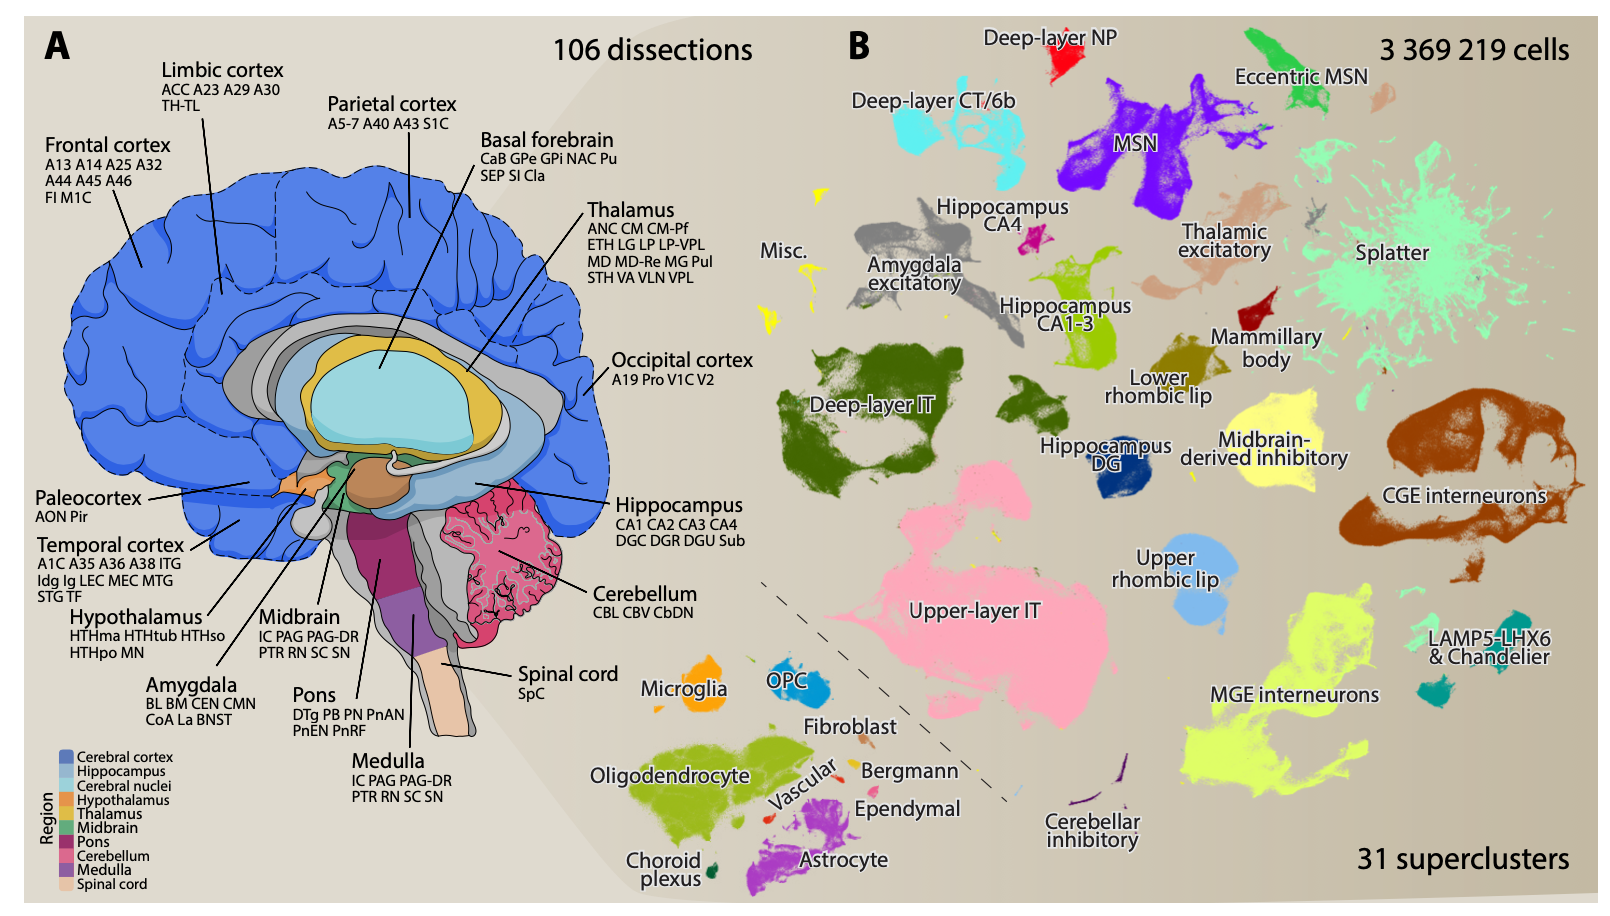 A
106 dissections
Limbic cortex
ACC A23 A29 A30
TH-TL
Parietal cortex
A5-7 A40 A43 S1C
Frontal cortex
A13 A14 A25 A32
A44 A45 A46
FI M1C
Basal forebrain
CaB GPe GPi NAC Pu
SEP SI Cla
Thalamus
ANC CM CM-Pf
ETH LG LP LP-VPL
MD MD-Re MG Pul
STH VA VLN VPL
Occipital cortex
A19 Pro V1C V2
Paleocortex
AON Pir
Temporal cortex
A1C A35 A36 A38 ITG
Idg Ig LEC MEC MTG
STG TF
Hippocampus
CA1 CA2 CA3 CA4
DGC DGR DGU Sub
Cerebellum
CBL CBV CbDN
Hypothalamus
HTHma HTHtub HTHso
HTHpo MN
Midbrain
IC PAG PAG-DR
PTR RN SC SN
Spinal cord
SpC
Amygdala
BL BM CEN CMN
CoA La BNST
Pons
DTg PB PN PnAN
PnEN PnRF
Medulla
IC PAG PAG-DR
PTR RN SC SN
Region
Cerebral cortex
Hippocampus
Cerebral nuclei
Hypothalamus
Thalamus
Midbrain
Pons
Cerebellum
Medulla
Spinal cord
B
3 369 219 cells
Deep-layer NP
Eccentric MSN
Deep-layer CT/6b
MSN
Hippocampus
CA4
Misc.
Amygdala
excitatory
Thalamic
excitatory
Splatter
Hippocampus
CA1-3
Mammillary
body
Lower
rhombic lip
Deep-layer IT
Hippocampus
DG
Midbrain-
derived inhibitory
CGE interneurons
Upper
rhombic lip
Upper-layer IT
LAMP5-LHX6
& Chandelier
MGE interneurons
Microglia
OPC
Fibroblast
Oligodendrocyte
Vascular
Bergmann
Ependymal
Choroid
plexus
Astrocyte
Cerebellar
inhibitory
31 superclusters